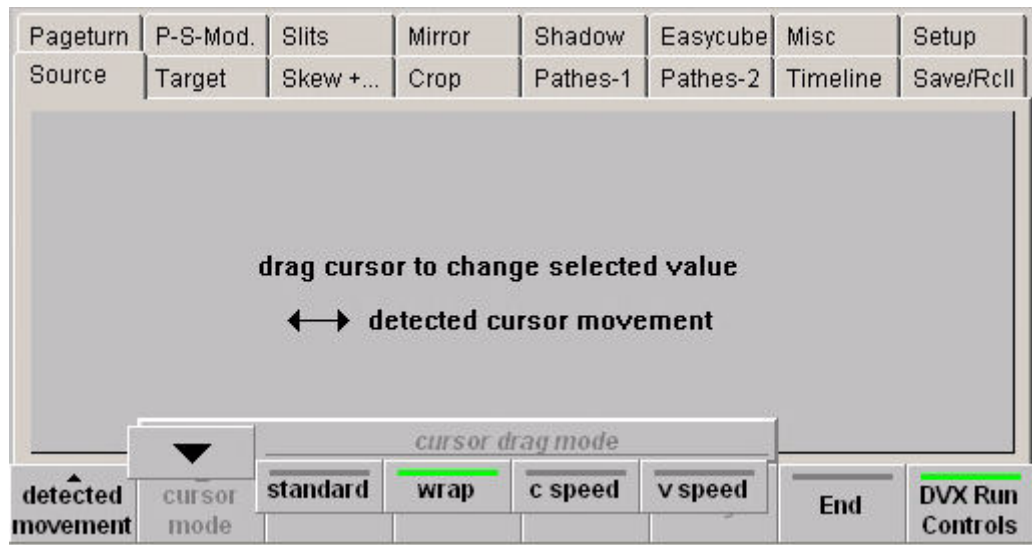 Pageturn P-S-Mod. Slits Mirror Shadow Easycube Misc Setup
Source Target Skew +... Crop Pathes-1 Pathes-2 Timeline Save/Rcll
drag cursor to change selected value
detected cursor movement
cursor drag mode
detected movement
cursor mode
standard
wrap
c speed
v speed
End
DVX Run Controls